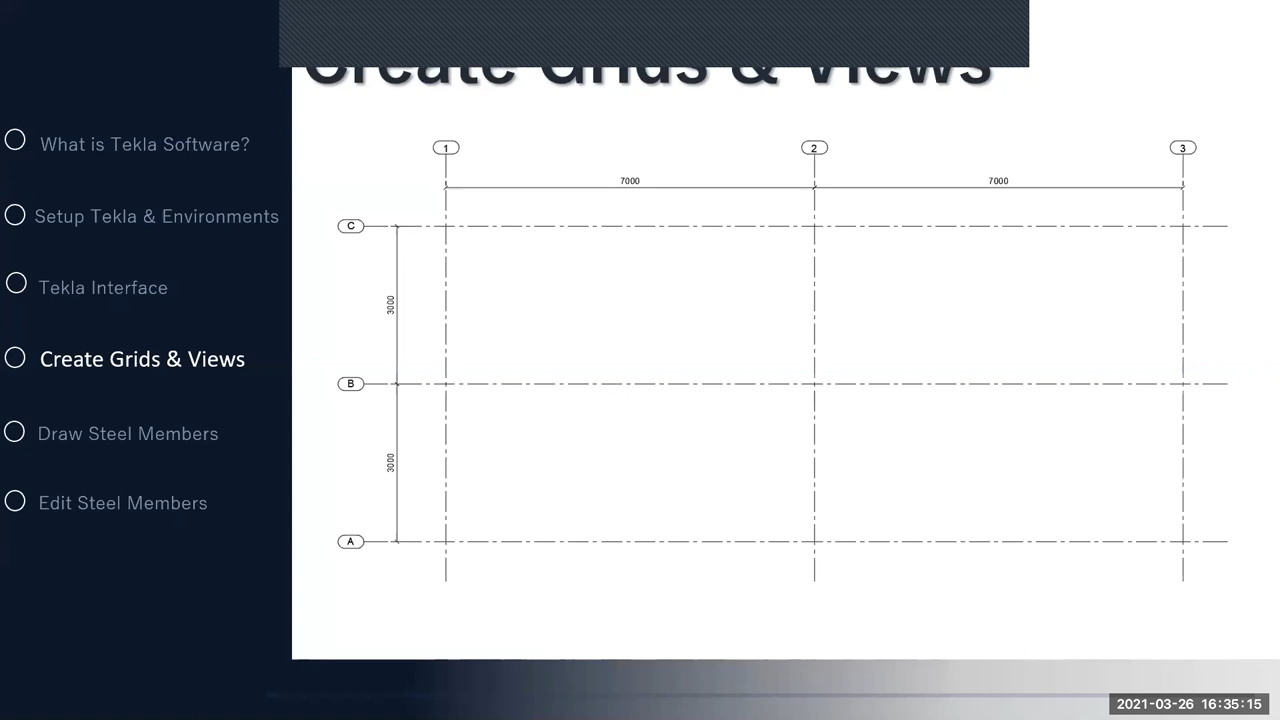 Create Grids & Views
What is Tekla Software?
Setup Tekla & Environments
Tekla Interface
Create Grids & Views
Draw Steel Members
Edit Steel Members
1
2
3
7000
7000
C
3000
B
3000
A
2021-03-26 16:35:15